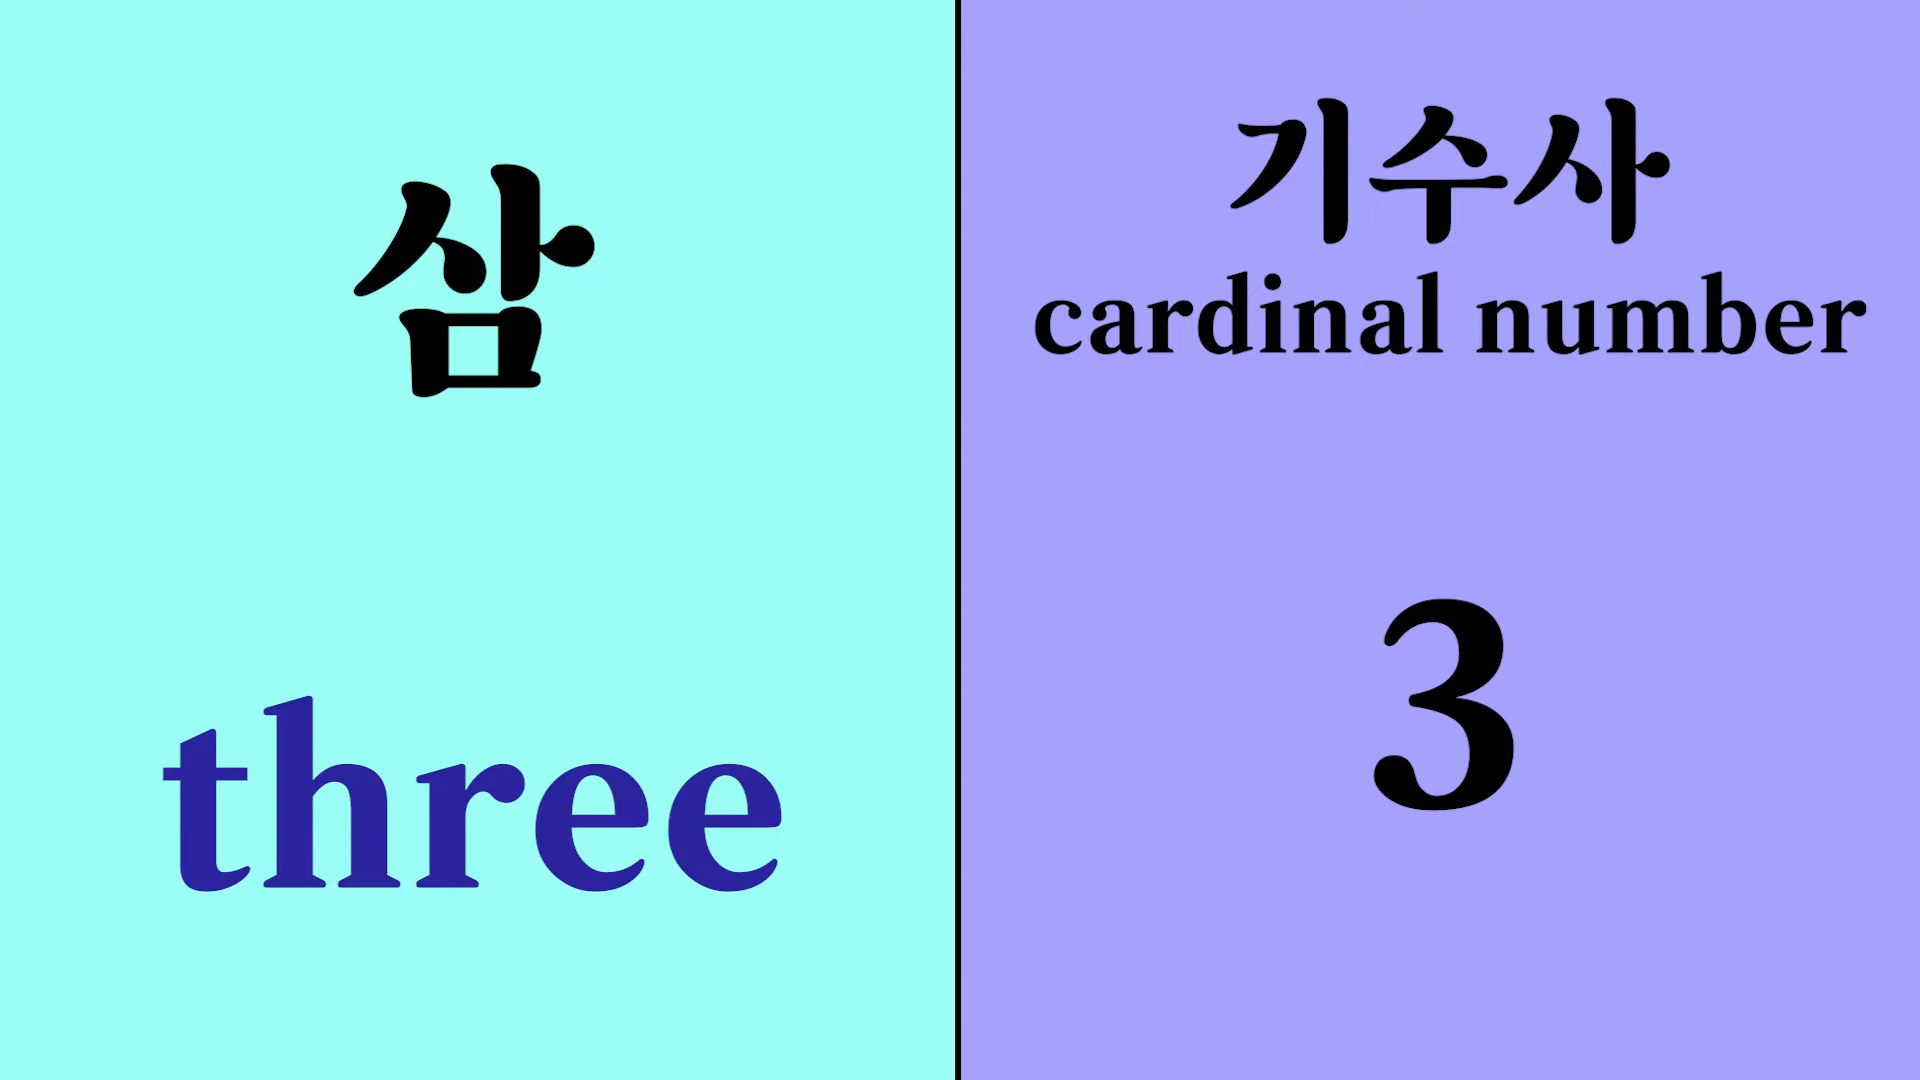 삼
three
기수사
cardinal number
3